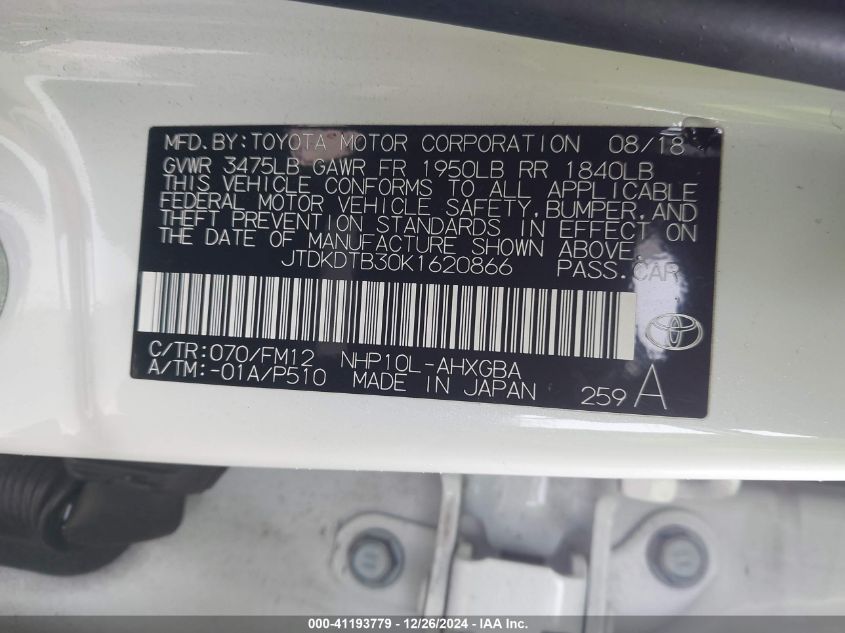 MFD.BY:TOYOTA MOTOR CORPORATION 08/18
GVWR 3475LB GAWR FR 1950LB RR 1840LB
THIS VEHICLE CONFORMS TO ALL APPLICABLE
FEDERAL MOTOR VEHICLE SAFETY,BUMPER,AND
THEFT PREVENTION STANDARDS IN EFFECT ON
THE DATE OF MANUFACTURE SHOWN ABOVE.
JTDKDTB30K1620866 PASS.CAR
C/TR:070/FM12 NHP10L-AHXGBA
A/TM:-01A/P510 MADE IN JAPAN 259 A
000-41193779 - 12/26/2024 - IAA Inc.